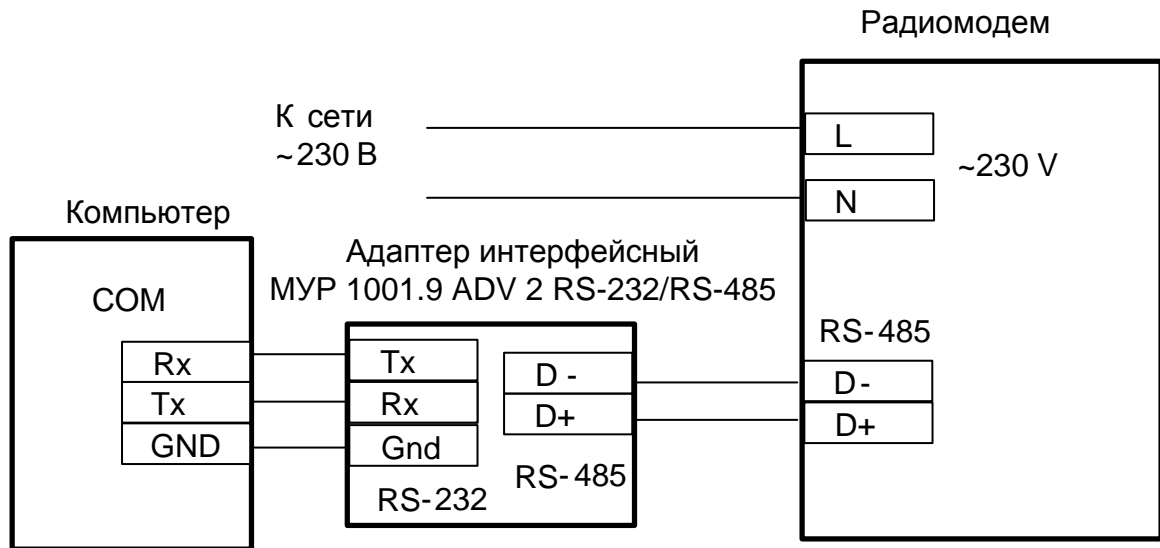 Радиомодем
К сети
~230 В
L
~230 V
N
Компьютер
Адаптер интерфейсный
МУР 1001.9 ADV 2 RS-232/RS-485
COM
RS-485
Rx
Tx
GND
Tx
Rx
Gnd
RS-232
D -
D+
RS-485
D-
D+